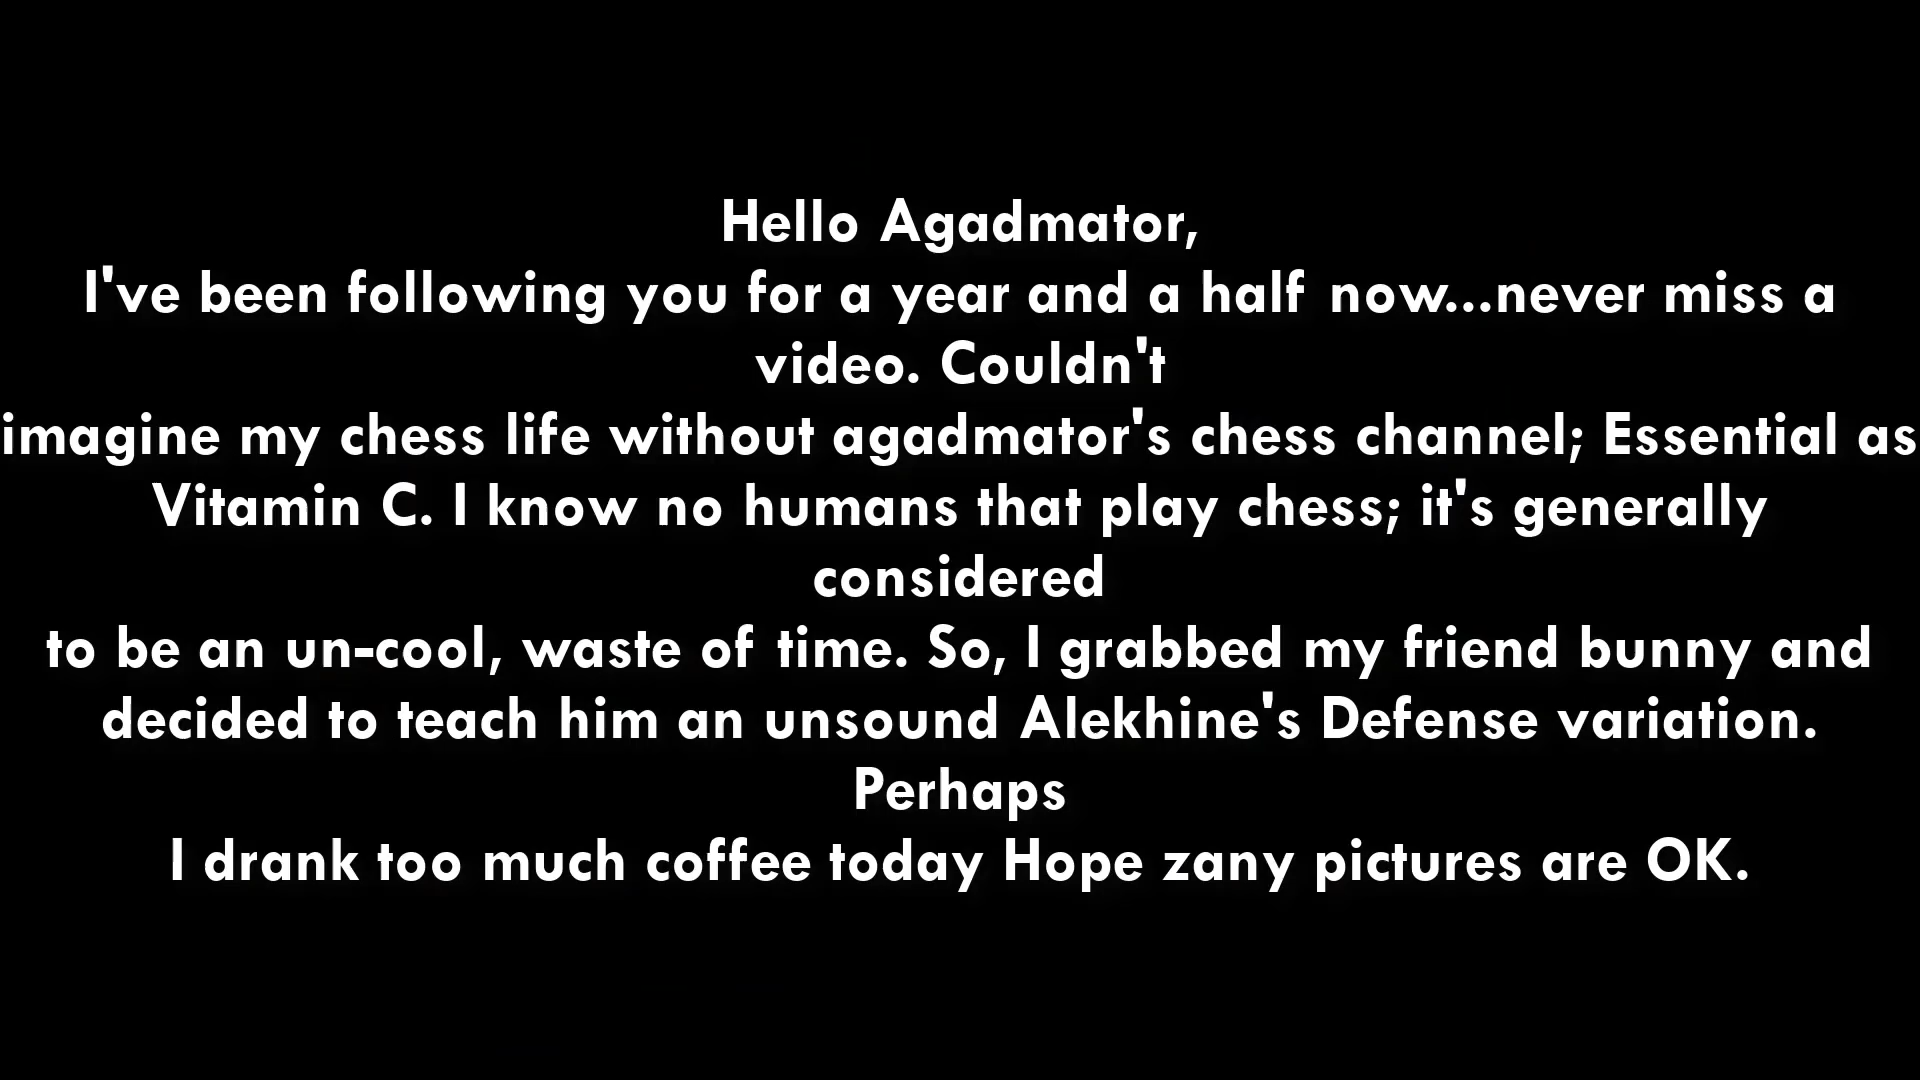 Hello Agadmator,
I've been following you for a year and a half now...never miss a
video. Couldn't
imagine my chess life without agadmator's chess channel; Essential as
Vitamin C. I know no humans that play chess; it's generally
considered
to be an un-cool, waste of time. So, I grabbed my friend bunny and
decided to teach him an unsound Alekhine's Defense variation.
Perhaps
I drank too much coffee today Hope zany pictures are OK.